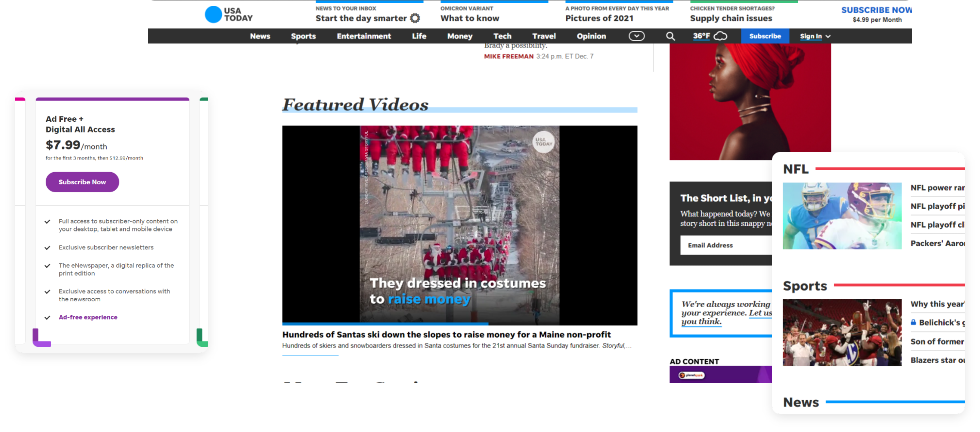 USA
TODAY
NEWS TO YOUR INBOX
Start the day smarter
OMICRON VARIANT
What to know
A PHOTO FROM EVERY DAY THIS YEAR
Pictures of 2021
CHICKEN TENDER SHORTAGES?
Supply chain issues
SUBSCRIBE NOW
$4.99 per Month
News Sports Entertainment Life Money Tech Travel Opinion 36°F Subscribe Sign In
Brady a possibility.
MIKE FREEMAN 3:24 p.m. ET Dec. 7
Ad Free +
Digital All Access
$7.99/month
for the first 3 months, then $12.99/month
Subscribe Now
Full access to subscriber-only content on
your desktop, tablet and mobile device
Exclusive subscriber newsletters
The eNewspaper, a digital replica of the
print edition
Exclusive access to conversations with
the newsroom
Ad-free experience
Featured Videos
USA
TODAY
They dressed in costumes
to raise money
Hundreds of Santas ski down the slopes to raise money for a Maine non-profit
Hundreds of skiers and snowboarders dressed in Santa costumes for the 21st annual Santa Sunday fundraiser. Storyful,...
The Short List, in yo
What happened today? We
story short in this snappy ne
Email Address
We're always working
your experience. Let us
you think.
AD CONTENT
NFL
NFL power ran
NFL playoff pi
NFL playoff cl
Packers' Aaron
Sports
Why this year'
Belichick's g
Son of former
Blazers star ou
News